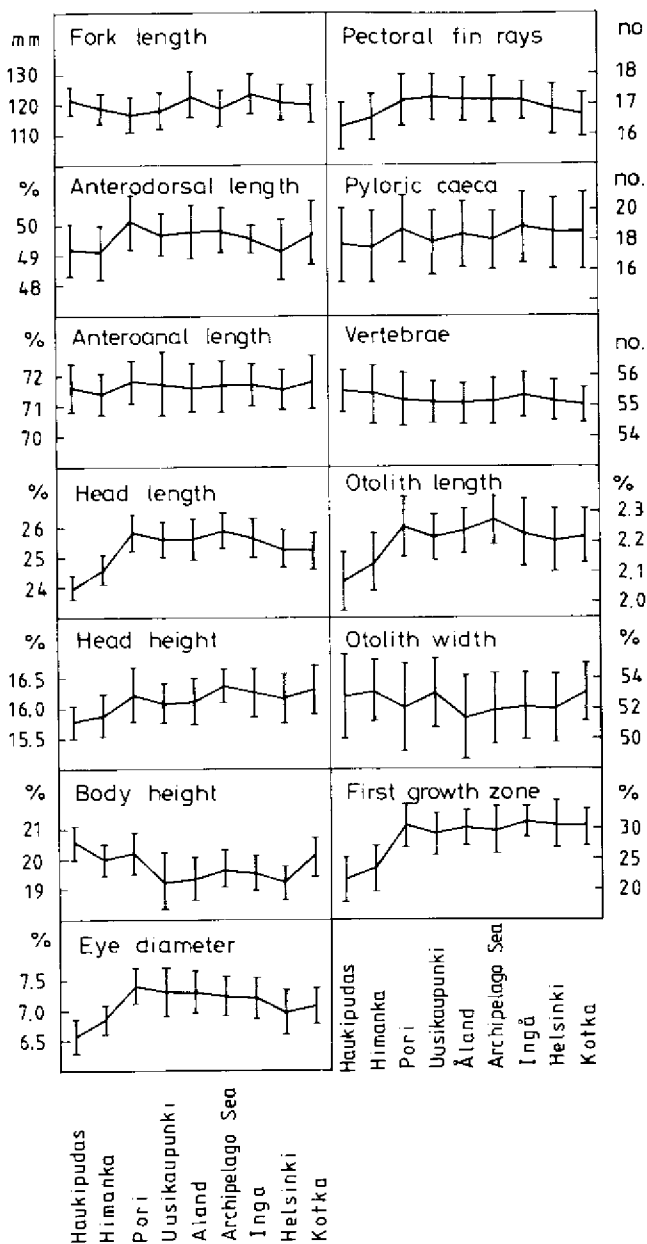 mm Fork length Pectoral fin rays no
130 18
120 17
110 16
% Anterodorsal length Pyloric caeca no.
50 20
49 18
48 16
% Anteroanal length Vertebrae no.
72 56
71 55
70 54
% Head length Otolith length %
26 2.3
25 2.2
24 2.1
2.0
% Head height Otolith width %
16.5 54
16.0 52
15.5 50
% Body height First growth zone %
21 30
20 25
19 20
% Eye diameter
7.5
7.0
6.5
Haukipudas
Himanka
Pori
Uusikaupunki
Åland
Archipelago Sea
Ingå
Helsinki
Kotka
Haukipudas
Himanka
Pori
Uusikaupunki
Åland
Archipelago Sea
Inga
Helsinki
Kotka